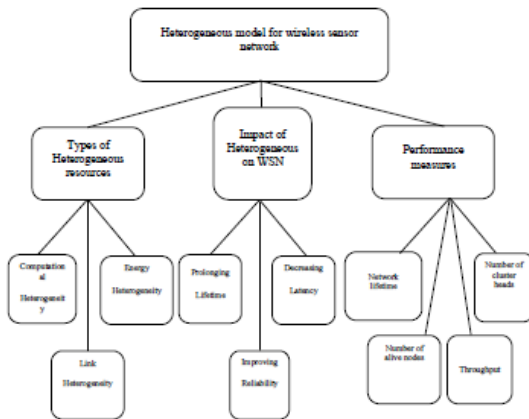 Heterogeneous model for wireless sensor
network
Types of
Heterogeneous
resources
Impact of
Heterogeneous
on WSN
Performance
measures
Computation
al
Heterogeneit
y
Energy
Heterogeneity
Link
Heterogeneity
Prolonging
Lifetime
Decreasing
Latency
Improving
Reliability
Network
lifetime
Number of
cluster
heads
Number of
alive nodes
Throughput